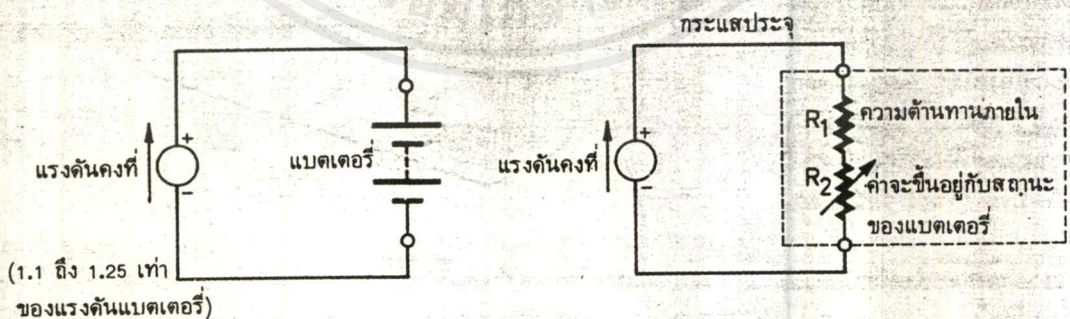 กระแสประจุ
+
แรงดันคงที่
-
แบตเตอรี่
(1.1 ถึง 1.25 เท่า
ของแรงดันแบตเตอรี่)
+
แรงดันคงที่
-
R1 ความต้านทานภายใน
R2 ค่าจะขึ้นอยู่กับสถานะ
ของแบตเตอรี่